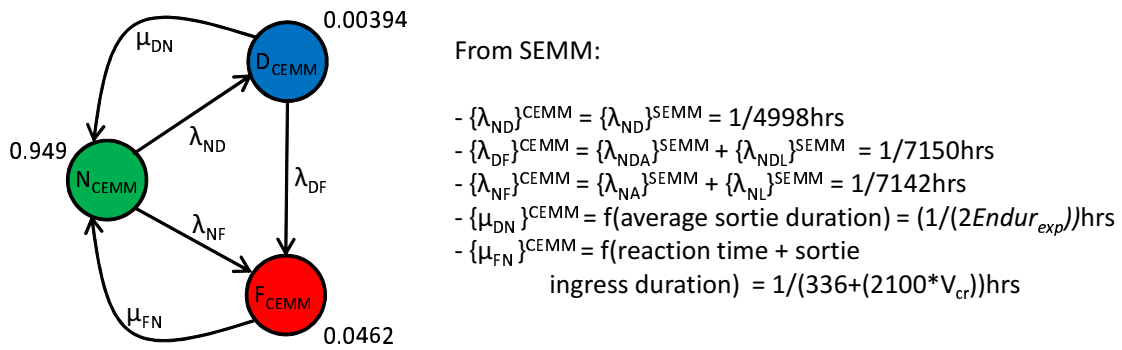 0.00394
μDN
DCEMM
λND
0.949
NCEMM
λDF
λNF
FCEMM
μFN
0.0462
From SEMM:
- {λND}CEMM = {λND}SEMM = 1/4998hrs
- {λDF}CEMM = {λNDA}SEMM + {λNDL}SEMM = 1/7150hrs
- {λNF}CEMM = {λNA}SEMM + {λNL}SEMM = 1/7142hrs
- {μDN}CEMM = f(average sortie duration) = (1/(2Endurexp))hrs
- {μFN}CEMM = f(reaction time + sortie
ingress duration) = 1/(336+(2100*Vcr))hrs